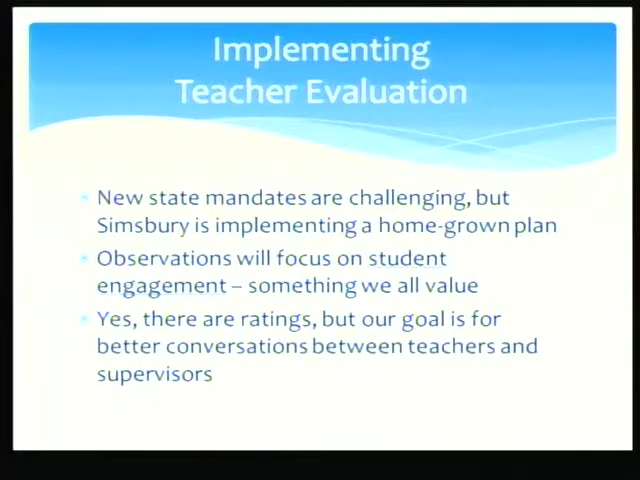 Implementing
Teacher Evaluation
New state mandates are challenging, but
Simsbury is implementing a home-grown plan
Observations will focus on student
engagement – something we all value
Yes, there are ratings, but our goal is for
better conversations between teachers and
supervisors